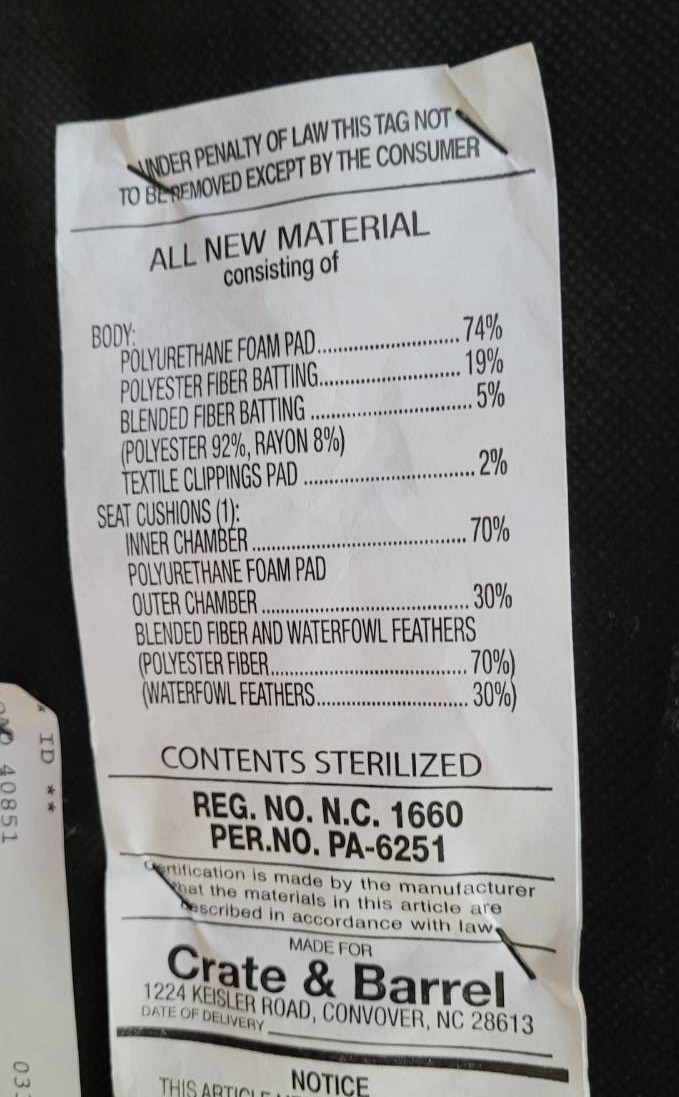 UNDER PENALTY OF LAW THIS TAG NOT
TO BE REMOVED EXCEPT BY THE CONSUMER
ALL NEW MATERIAL
consisting of
BODY:
POLYURETHANE FOAM PAD..............................74%
POLYESTER FIBER BATTING..............................19%
BLENDED FIBER BATTING ..............................5%
(POLYESTER 92%, RAYON 8%)
TEXTILE CLIPPINGS PAD ..............................2%
SEAT CUSHIONS (1):
INNER CHAMBER ..............................70%
POLYURETHANE FOAM PAD
OUTER CHAMBER ..............................30%
BLENDED FIBER AND WATERFOWL FEATHERS
(POLYESTER FIBER..............................70%)
(WATERFOWL FEATHERS..............................30%)
CONTENTS STERILIZED
REG. NO. N.C. 1660
PER.NO. PA-6251
Certification is made by the manufacturer
that the materials in this article are
described in accordance with law.
MADE FOR
Crate & Barrel
1224 KEISLER ROAD, CONVOVER, NC 28613
DATE OF DELIVERY
NOTICE
THIS ARTICLE
ID **
40851
03